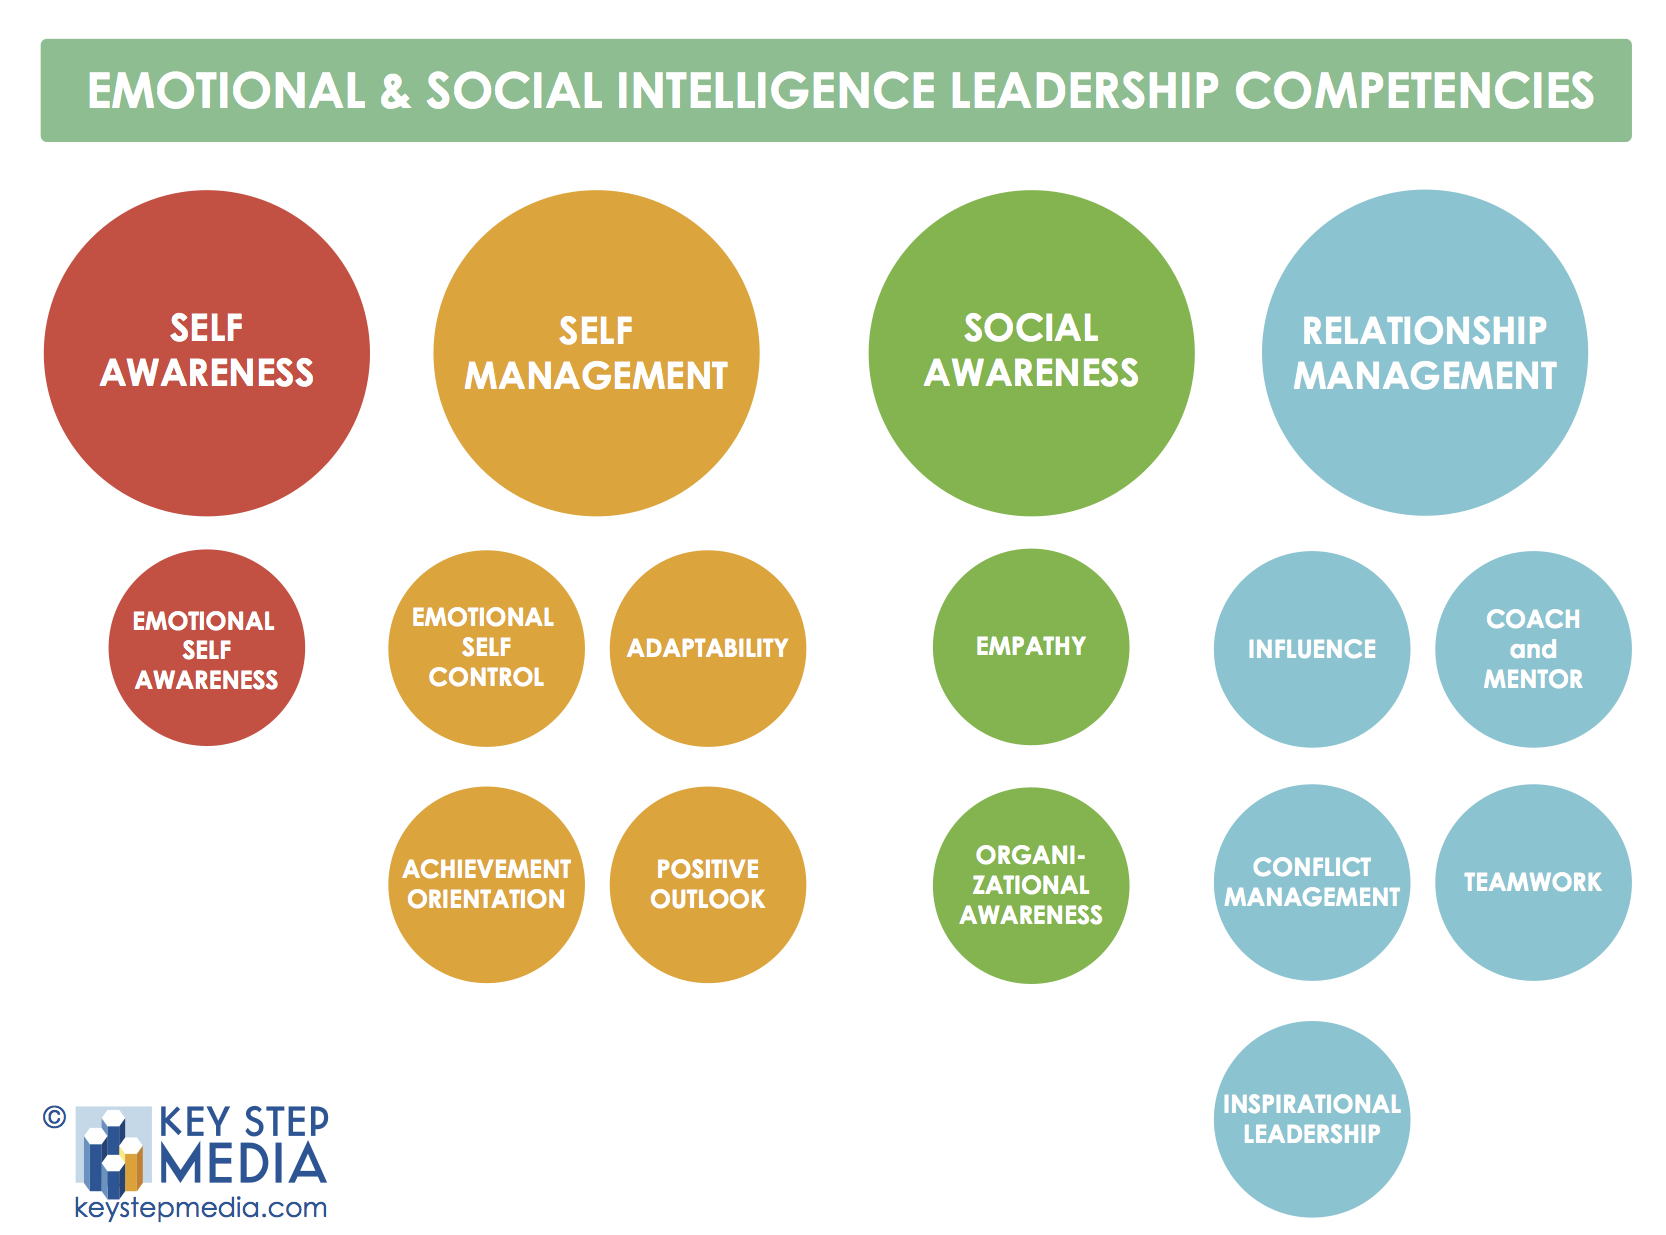 EMOTIONAL & SOCIAL INTELLIGENCE LEADERSHIP COMPETENCIES
SELF
AWARENESS
SELF
MANAGEMENT
SOCIAL
AWARENESS
RELATIONSHIP
MANAGEMENT
EMOTIONAL
SELF
AWARENESS
EMOTIONAL
SELF
CONTROL
ADAPTABILITY
EMPATHY
INFLUENCE
COACH
and
MENTOR
ACHIEVEMENT
ORIENTATION
POSITIVE
OUTLOOK
ORGANI-
ZATIONAL
AWARENESS
CONFLICT
MANAGEMENT
TEAMWORK
INSPIRATIONAL
LEADERSHIP
© KEY STEP
MEDIA
keystepmedia.com